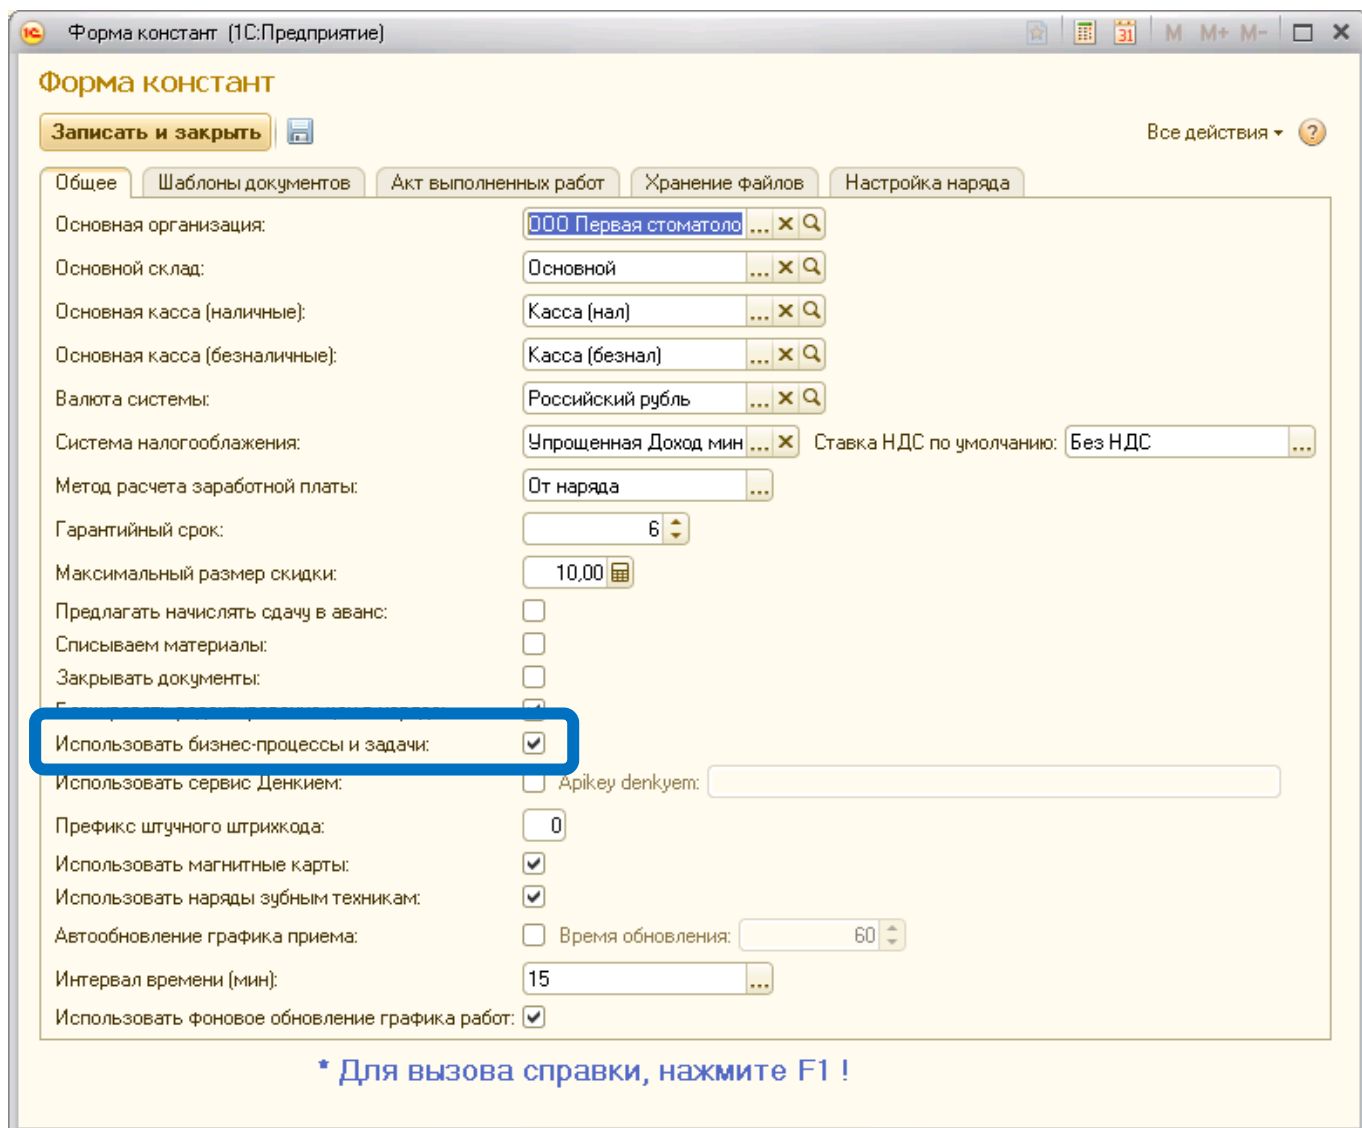 Форма констант (1С:Предприятие)
M M+ M-
31
Форма констант
Записать и закрыть
Все действия
?
Общее Шаблоны документов Акт выполненных работ Хранение файлов Настройка наряда
Основная организация: ООО Первая стоматоло ...
Основной склад: Основной ...
Основная касса (наличные): Касса (нал) ...
Основная касса (безналичные): Касса (безнал) ...
Валюта системы: Российский рубль ...
Система налогооблажения: Упрощенная Доход мин ... Ставка НДС по умолчанию: Без НДС ...
Метод расчета заработной платы: От наряда ...
Гарантийный срок: 6
Максимальный размер скидки: 10,00
Предлагать начислять сдачу в аванс:
Списываем материалы:
Закрывать документы:
Использовать бизнес-процессы и задачи:
Использовать сервис Денкием: Apikey denkyem:
Префикс штучного штрихкода: 0
Использовать магнитные карты:
Использовать наряды зубным техникам:
Автообновление графика приема: Время обновления: 60
Интервал времени (мин): 15 ...
Использовать фоновое обновление графика работ:
* Для вызова справки, нажмите F1 !